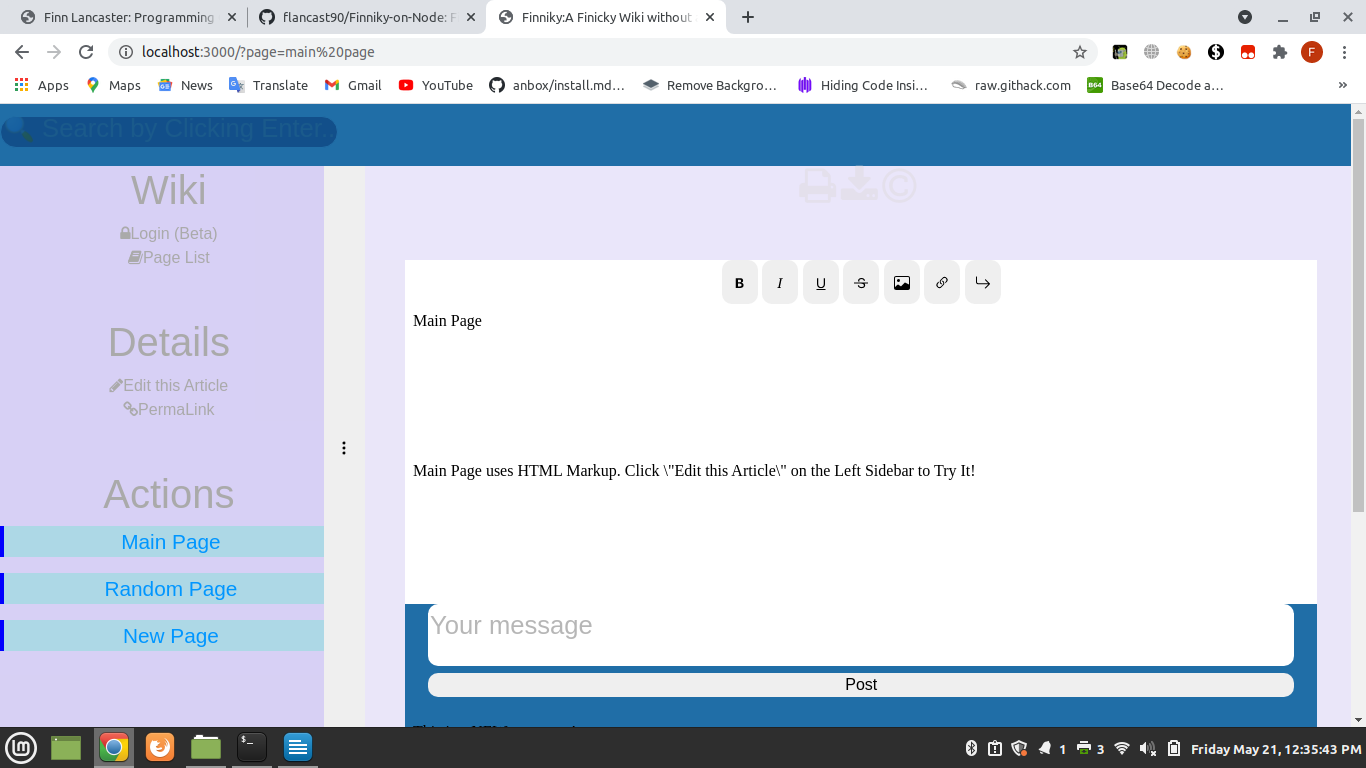 Finn Lancaster: Programming
flancast90/Finniky-on-Node: F
Finniky:A Finicky Wiki without
localhost:3000/?page=main%20page
F
Apps
Maps
News
Translate
Gmail
YouTube
anbox/install.md…
Remove Backgro…
Hiding Code Insi…
raw.githack.com
B64
Base64 Decode a…
»
Search by Clicking Enter..
Wiki
Login (Beta)
Page List
Details
Edit this Article
PermaLink
Actions
Main Page
Random Page
New Page
©
B I U S
Main Page
Main Page uses HTML Markup. Click \"Edit this Article\" on the Left Sidebar to Try It!
Your message
Post
1
3
Friday May 21, 12:35:43 PM